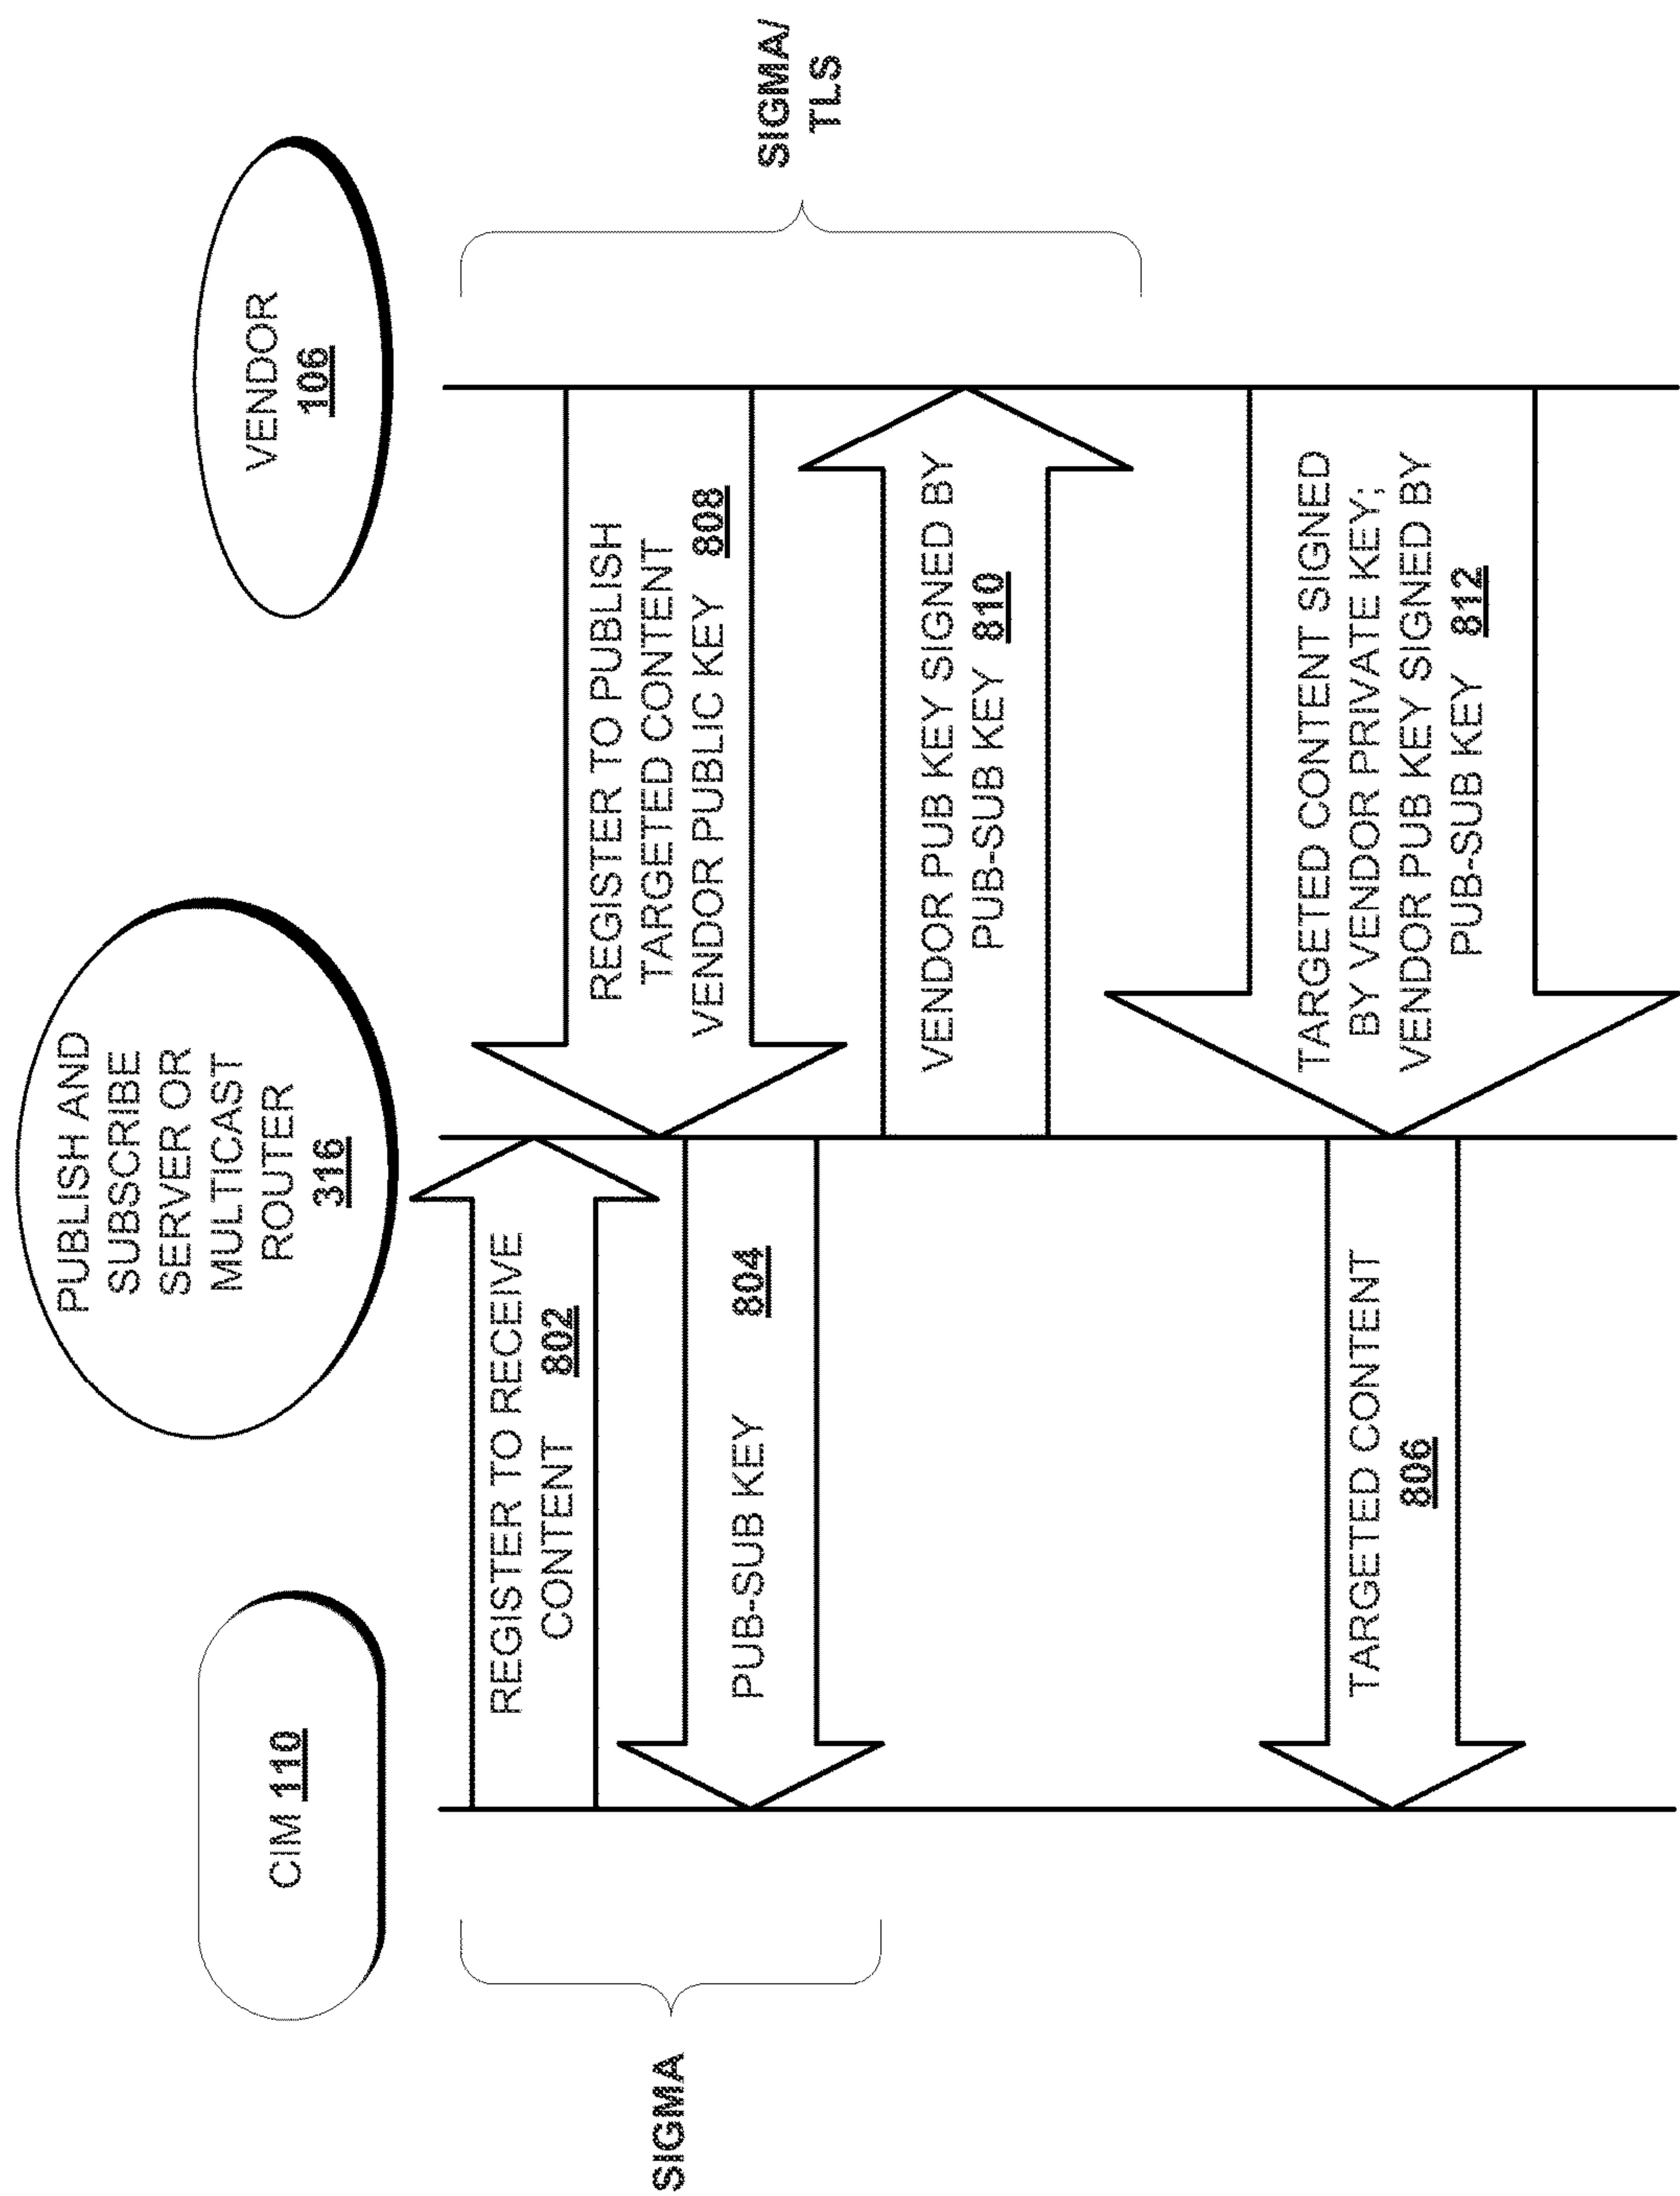 CIM 110
PUBLISH AND
SUBSCRIBE
SERVER OR
MULTICAST
ROUTER
316
VENDOR
106
SIGMA
REGISTER TO RECEIVE
CONTENT 802
PUB-SUB KEY 804
TARGETED CONTENT
806
REGISTER TO PUBLISH
TARGETED CONTENT
VENDOR PUBLIC KEY 808
VENDOR PUB KEY SIGNED BY
PUB-SUB KEY 810
TARGETED CONTENT SIGNED
BY VENDOR PRIVATE KEY;
VENDOR PUB KEY SIGNED BY
PUB-SUB KEY 812
SIGMA/
TLS